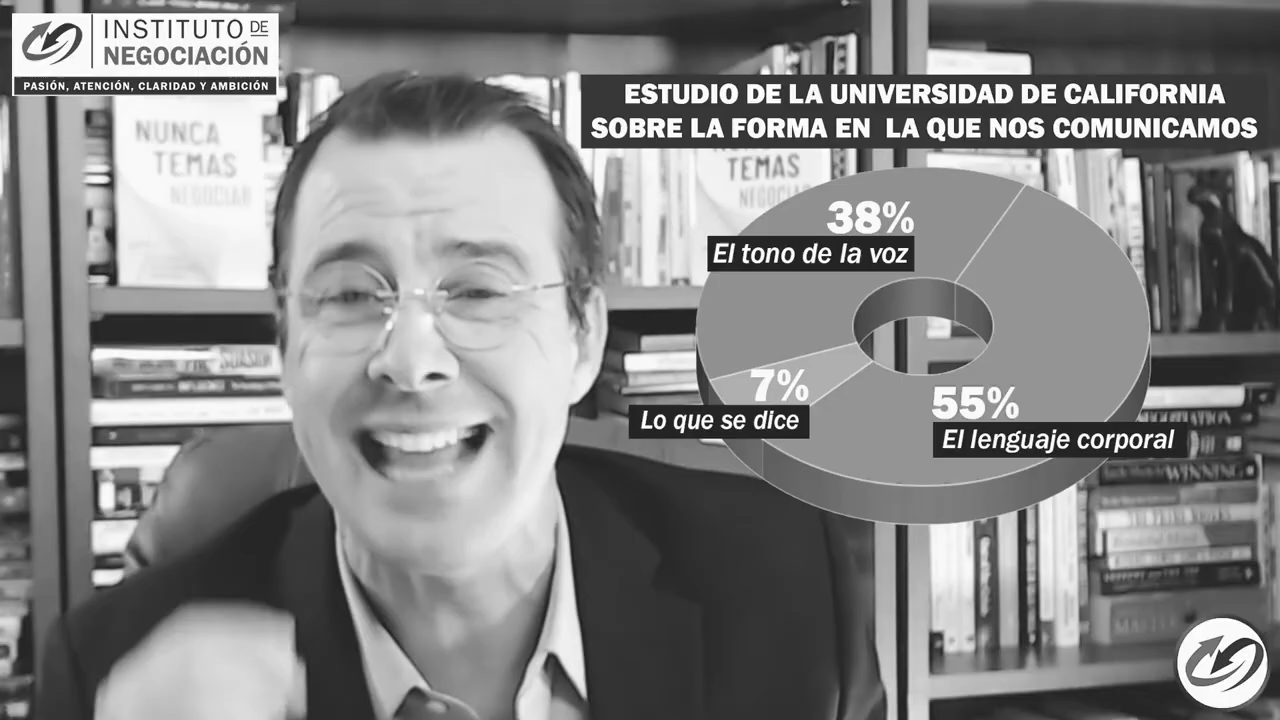 INSTITUTO DE
NEGOCIACIÓN
PASIÓN, ATENCIÓN, CLARIDAD Y AMBICIÓN
ESTUDIO DE LA UNIVERSIDAD DE CALIFORNIA
SOBRE LA FORMA EN LA QUE NOS COMUNICAMOS
NUNCA
TEMAS
NEGOCIAR
TEMAS
NEGOCIAR
38%
El tono de la voz
7%
Lo que se dice
55%
El lenguaje corporal
NEGOTIATION
WINNING